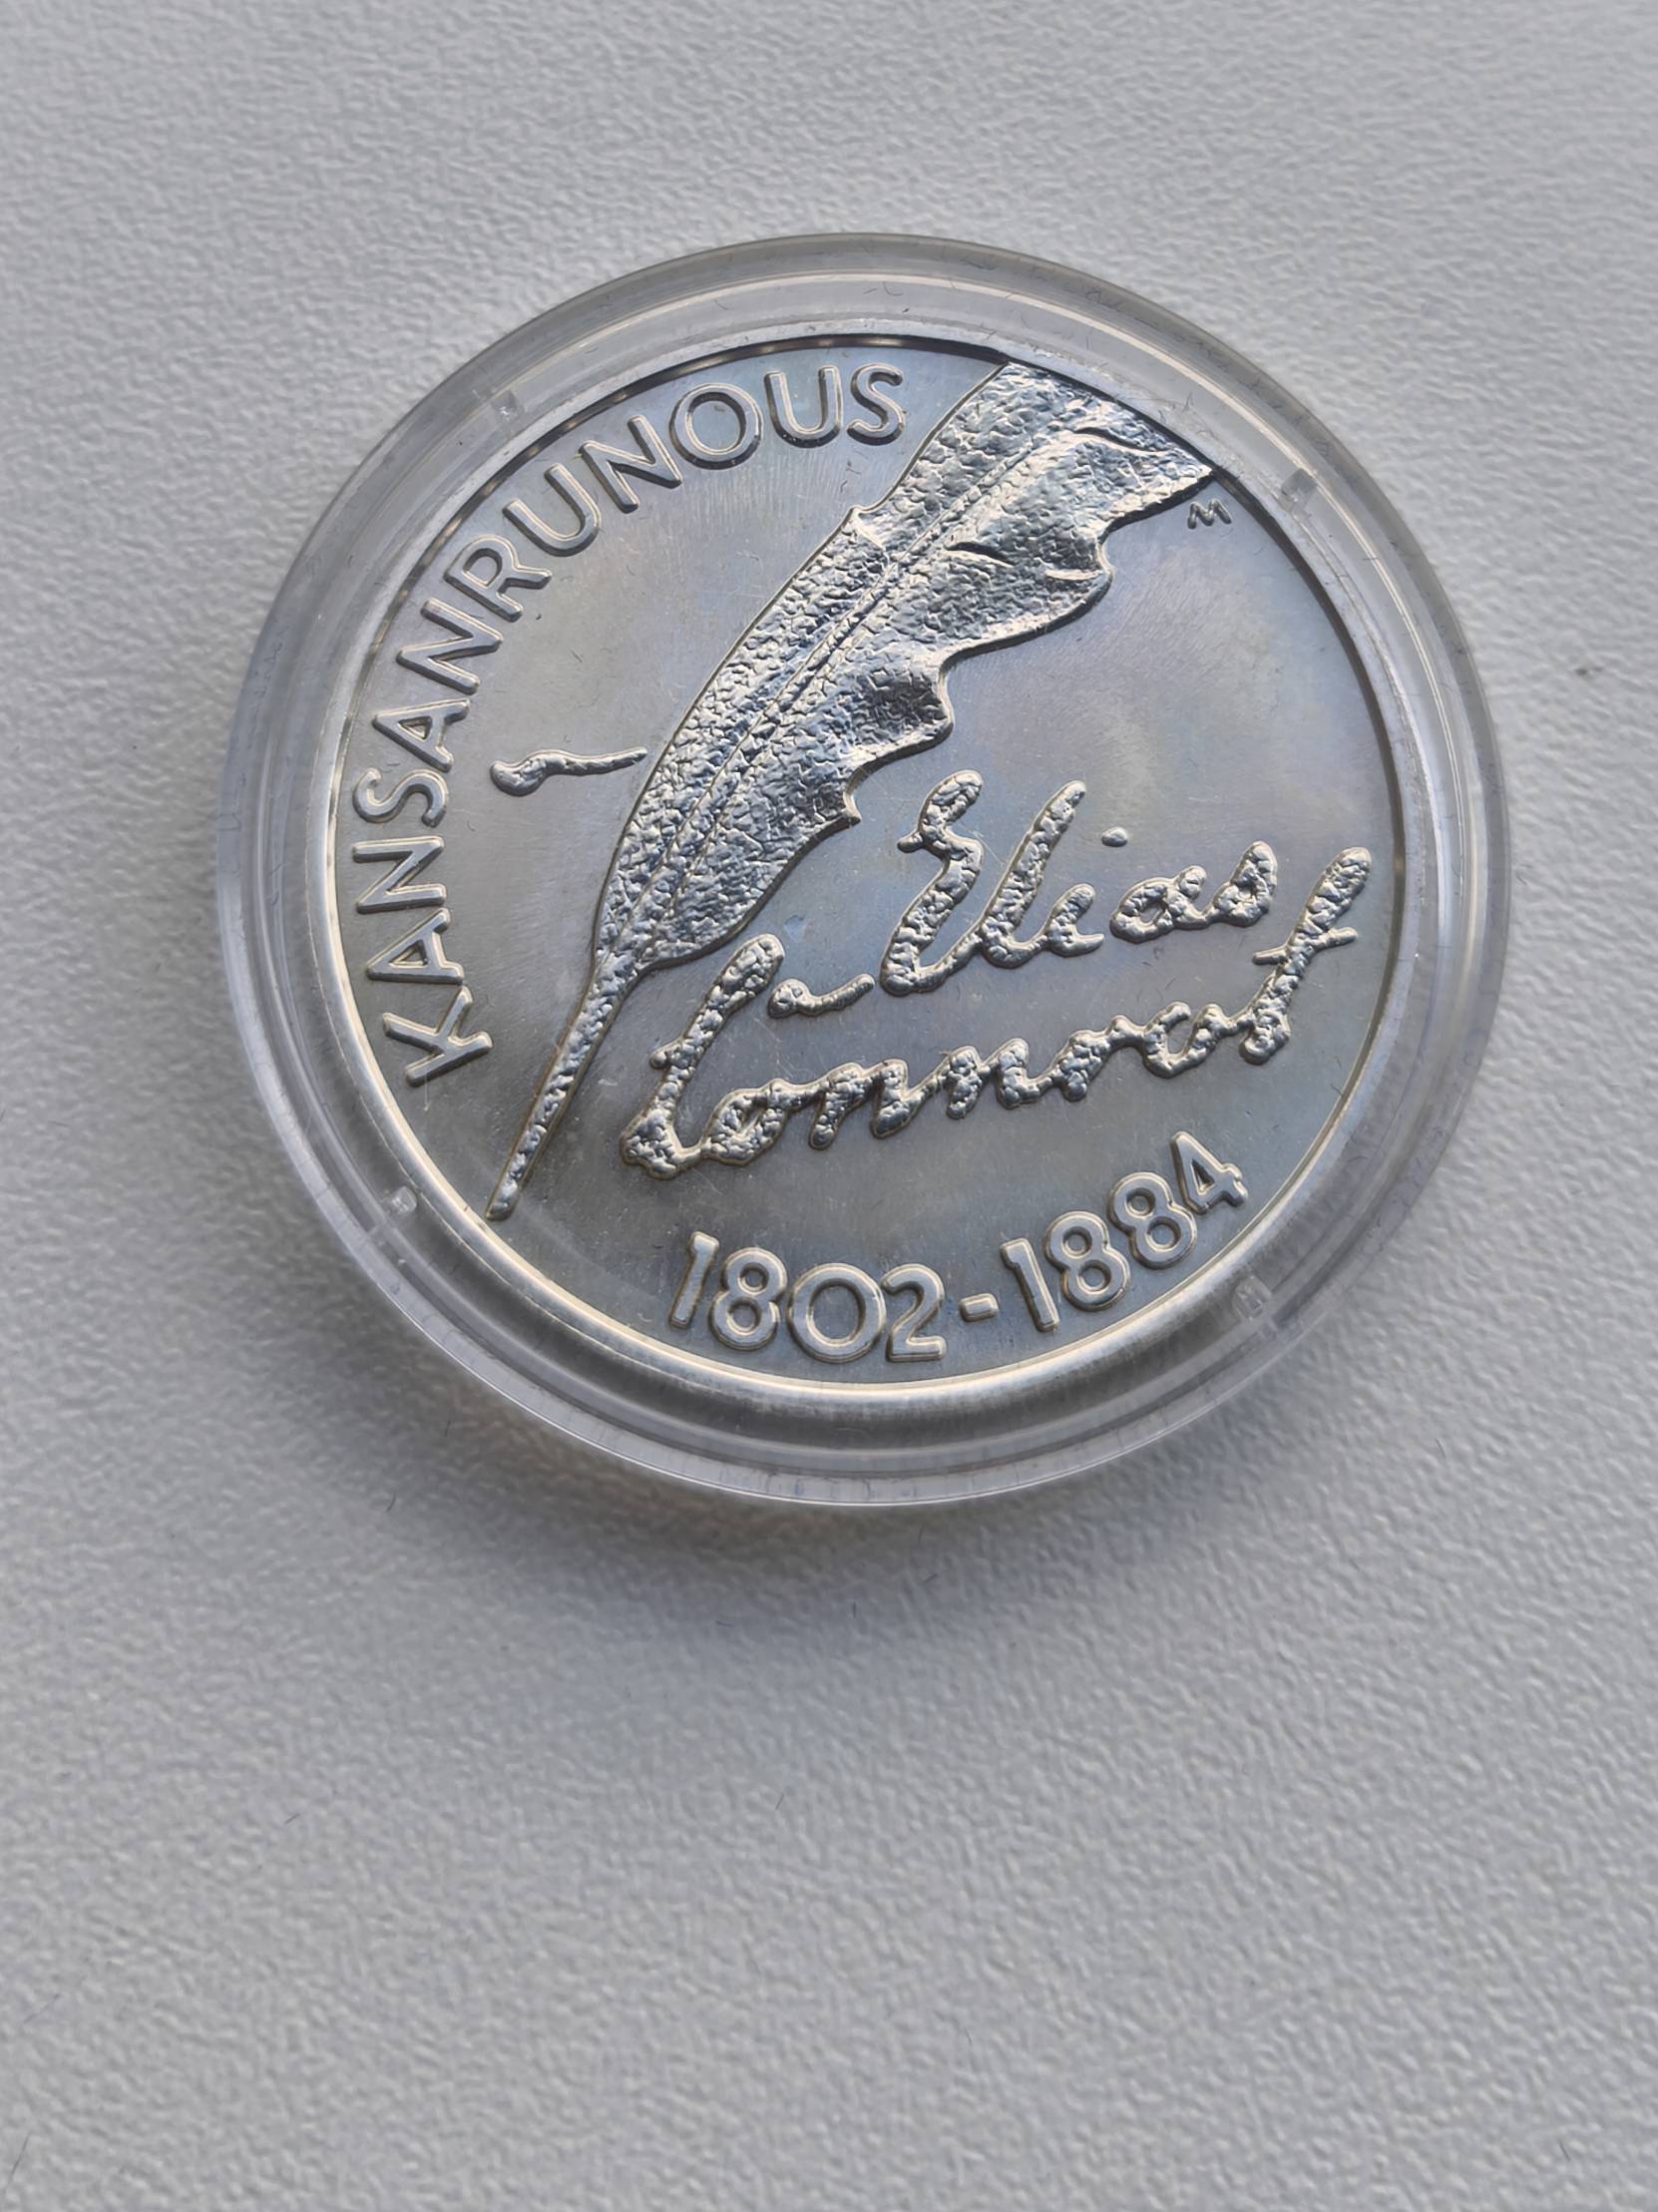 KANSANRUNOUS
M
Elias
Lönnrot
1802-1884